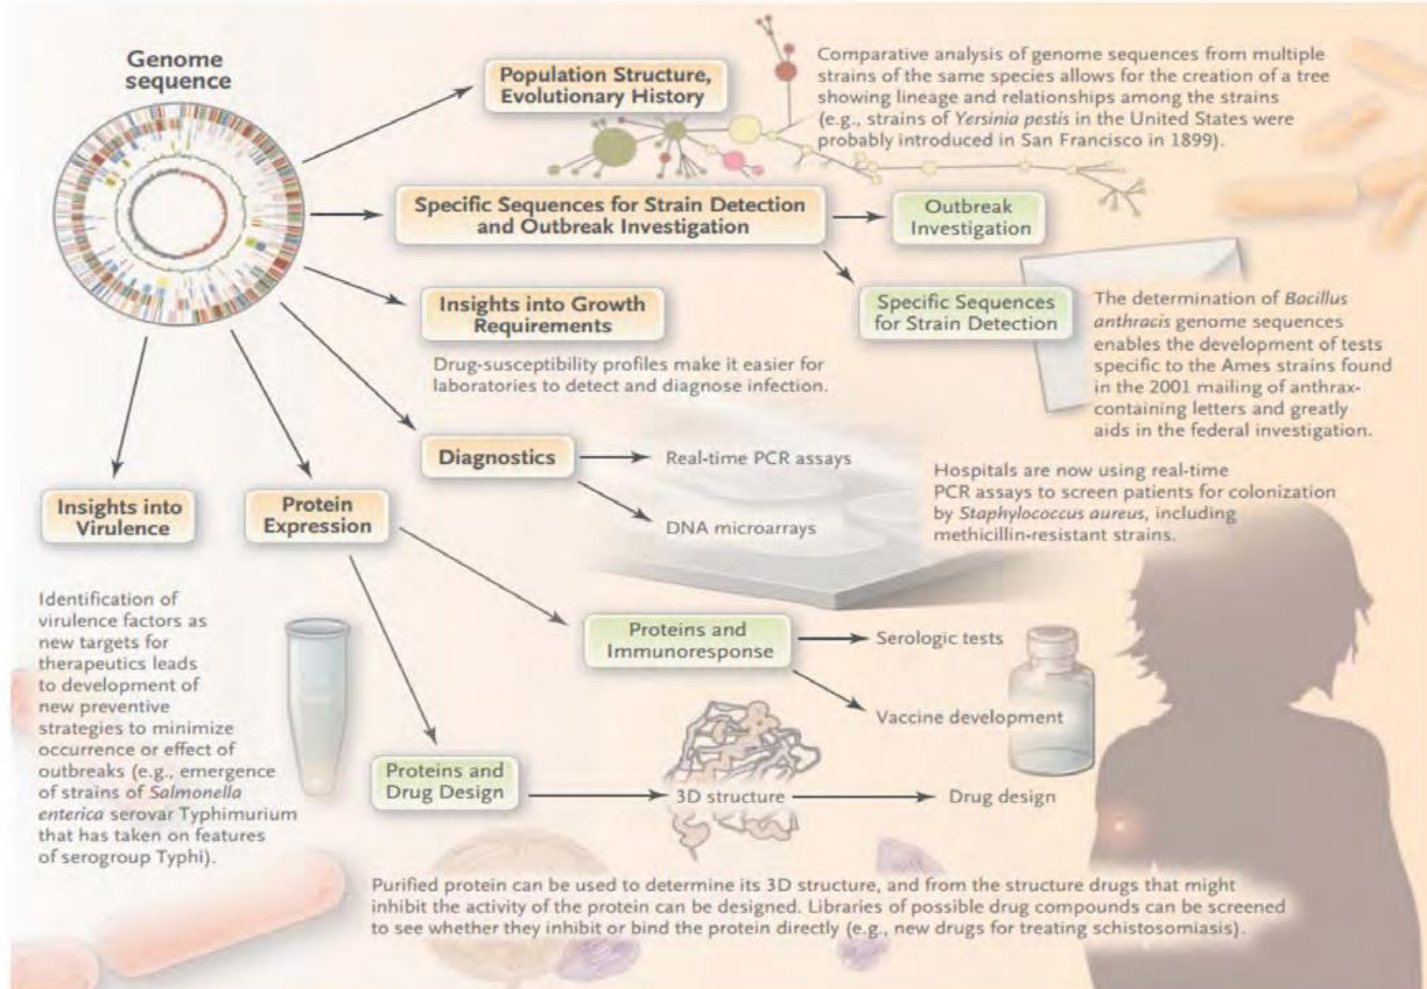 Genome
sequence
Population Structure,
Evolutionary History
Comparative analysis of genome sequences from multiple
strains of the same species allows for the creation of a tree
showing lineage and relationships among the strains
(e.g., strains of Yersinia pestis in the United States were
probably introduced in San Francisco in 1899).
Specific Sequences for Strain Detection
and Outbreak Investigation
Outbreak
Investigation
Specific Sequences
for Strain Detection
The determination of Bacillus
anthracis genome sequences
enables the development of tests
specific to the Ames strains found
in the 2001 mailing of anthrax-
containing letters and greatly
aids in the federal investigation.
Insights into Growth
Requirements
Drug-susceptibility profiles make it easier for
laboratories to detect and diagnose infection.
Diagnostics
Real-time PCR assays
DNA microarrays
Hospitals are now using real-time
PCR assays to screen patients for colonization
by Staphylococcus aureus, including
methicillin-resistant strains.
Insights into
Virulence
Protein
Expression
Identification of
virulence factors as
new targets for
therapeutics leads
to development of
new preventive
strategies to minimize
occurrence or effect of
outbreaks (e.g., emergence
of strains of Salmonella
enterica serovar Typhimurium
that has taken on features
of serogroup Typhi).
Proteins and
Immunoresponse
Serologic tests
Vaccine development
Proteins and
Drug Design
3D structure
Drug design
Purified protein can be used to determine its 3D structure, and from the structure drugs that might
inhibit the activity of the protein can be designed. Libraries of possible drug compounds can be screened
to see whether they inhibit or bind the protein directly (e.g., new drugs for treating schistosomiasis).